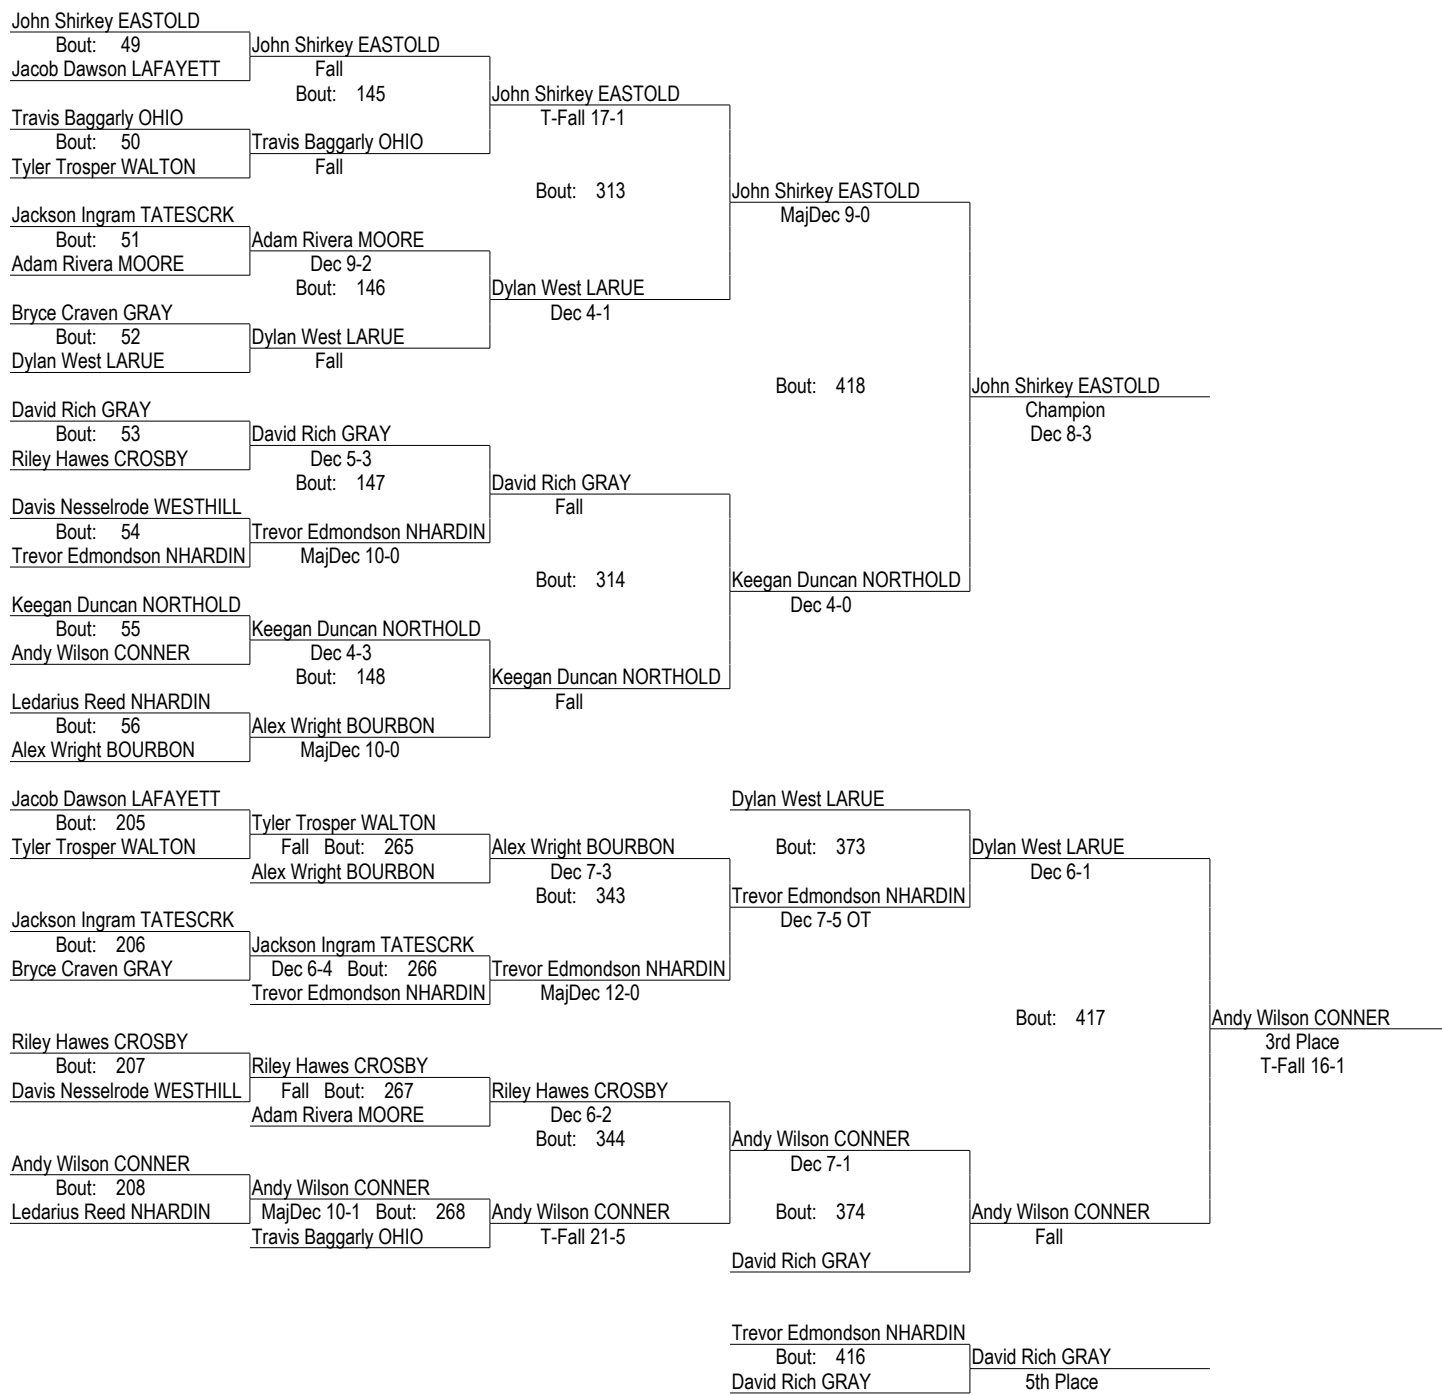 John Shirkey EASTOLD
Bout: 49
John Shirkey EASTOLD
Jacob Dawson LAFAYETT
Fall
Bout: 145
John Shirkey EASTOLD
Travis Baggarly OHIO
T-Fall 17-1
Bout: 50
Travis Baggarly OHIO
Tyler Trosper WALTON
Fall
Bout: 313
John Shirkey EASTOLD
Jackson Ingram TATESCRK
MajDec 9-0
Bout: 51
Adam Rivera MOORE
Adam Rivera MOORE
Dec 9-2
Bout: 146
Dylan West LARUE
Bryce Craven GRAY
Dec 4-1
Bout: 52
Dylan West LARUE
Dylan West LARUE
Fall
Bout: 418
John Shirkey EASTOLD
David Rich GRAY
Champion
Bout: 53
David Rich GRAY
Dec 8-3
Riley Hawes CROSBY
Dec 5-3
Bout: 147
David Rich GRAY
Davis Nesselrode WESTHILL
Fall
Bout: 54
Trevor Edmondson NHARDIN
Trevor Edmondson NHARDIN
MajDec 10-0
Bout: 314
Keegan Duncan NORTHOLD
Keegan Duncan NORTHOLD
Dec 4-0
Bout: 55
Keegan Duncan NORTHOLD
Andy Wilson CONNER
Dec 4-3
Bout: 148
Keegan Duncan NORTHOLD
Ledarius Reed NHARDIN
Fall
Bout: 56
Alex Wright BOURBON
Alex Wright BOURBON
MajDec 10-0
Jacob Dawson LAFAYETT
Dylan West LARUE
Bout: 205
Tyler Trosper WALTON
Tyler Trosper WALTON
Fall Bout: 265
Alex Wright BOURBON
Bout: 373
Dylan West LARUE
Alex Wright BOURBON
Dec 7-3
Dec 6-1
Bout: 343
Trevor Edmondson NHARDIN
Jackson Ingram TATESCRK
Dec 7-5 OT
Bout: 206
Jackson Ingram TATESCRK
Bryce Craven GRAY
Dec 6-4 Bout: 266
Trevor Edmondson NHARDIN
Trevor Edmondson NHARDIN
MajDec 12-0
Bout: 417
Andy Wilson CONNER
Riley Hawes CROSBY
3rd Place
Bout: 207
Riley Hawes CROSBY
T-Fall 16-1
Davis Nesselrode WESTHILL
Fall Bout: 267
Riley Hawes CROSBY
Adam Rivera MOORE
Dec 6-2
Bout: 344
Andy Wilson CONNER
Andy Wilson CONNER
Dec 7-1
Bout: 208
Andy Wilson CONNER
Ledarius Reed NHARDIN
MajDec 10-1 Bout: 268
Andy Wilson CONNER
Bout: 374
Andy Wilson CONNER
Travis Baggarly OHIO
T-Fall 21-5
Fall
David Rich GRAY
Trevor Edmondson NHARDIN
Bout: 416
David Rich GRAY
David Rich GRAY
5th Place